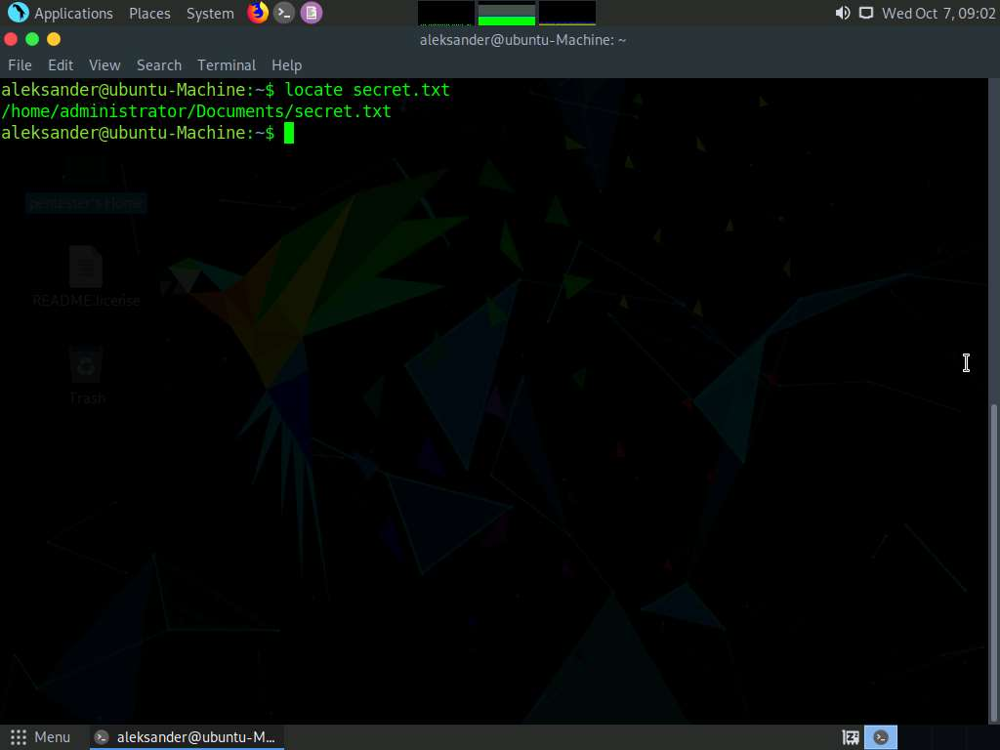 Applications Places System Wed Oct 7, 09:02
aleksander@ubuntu-Machine: ~
File Edit View Search Terminal Help
aleksander@ubuntu-Machine:~$ locate secret.txt
/home/administrator/Documents/secret.txt
aleksander@ubuntu-Machine:~$
pentester's Home
README.license
Trash
Menu aleksander@ubuntu-M...